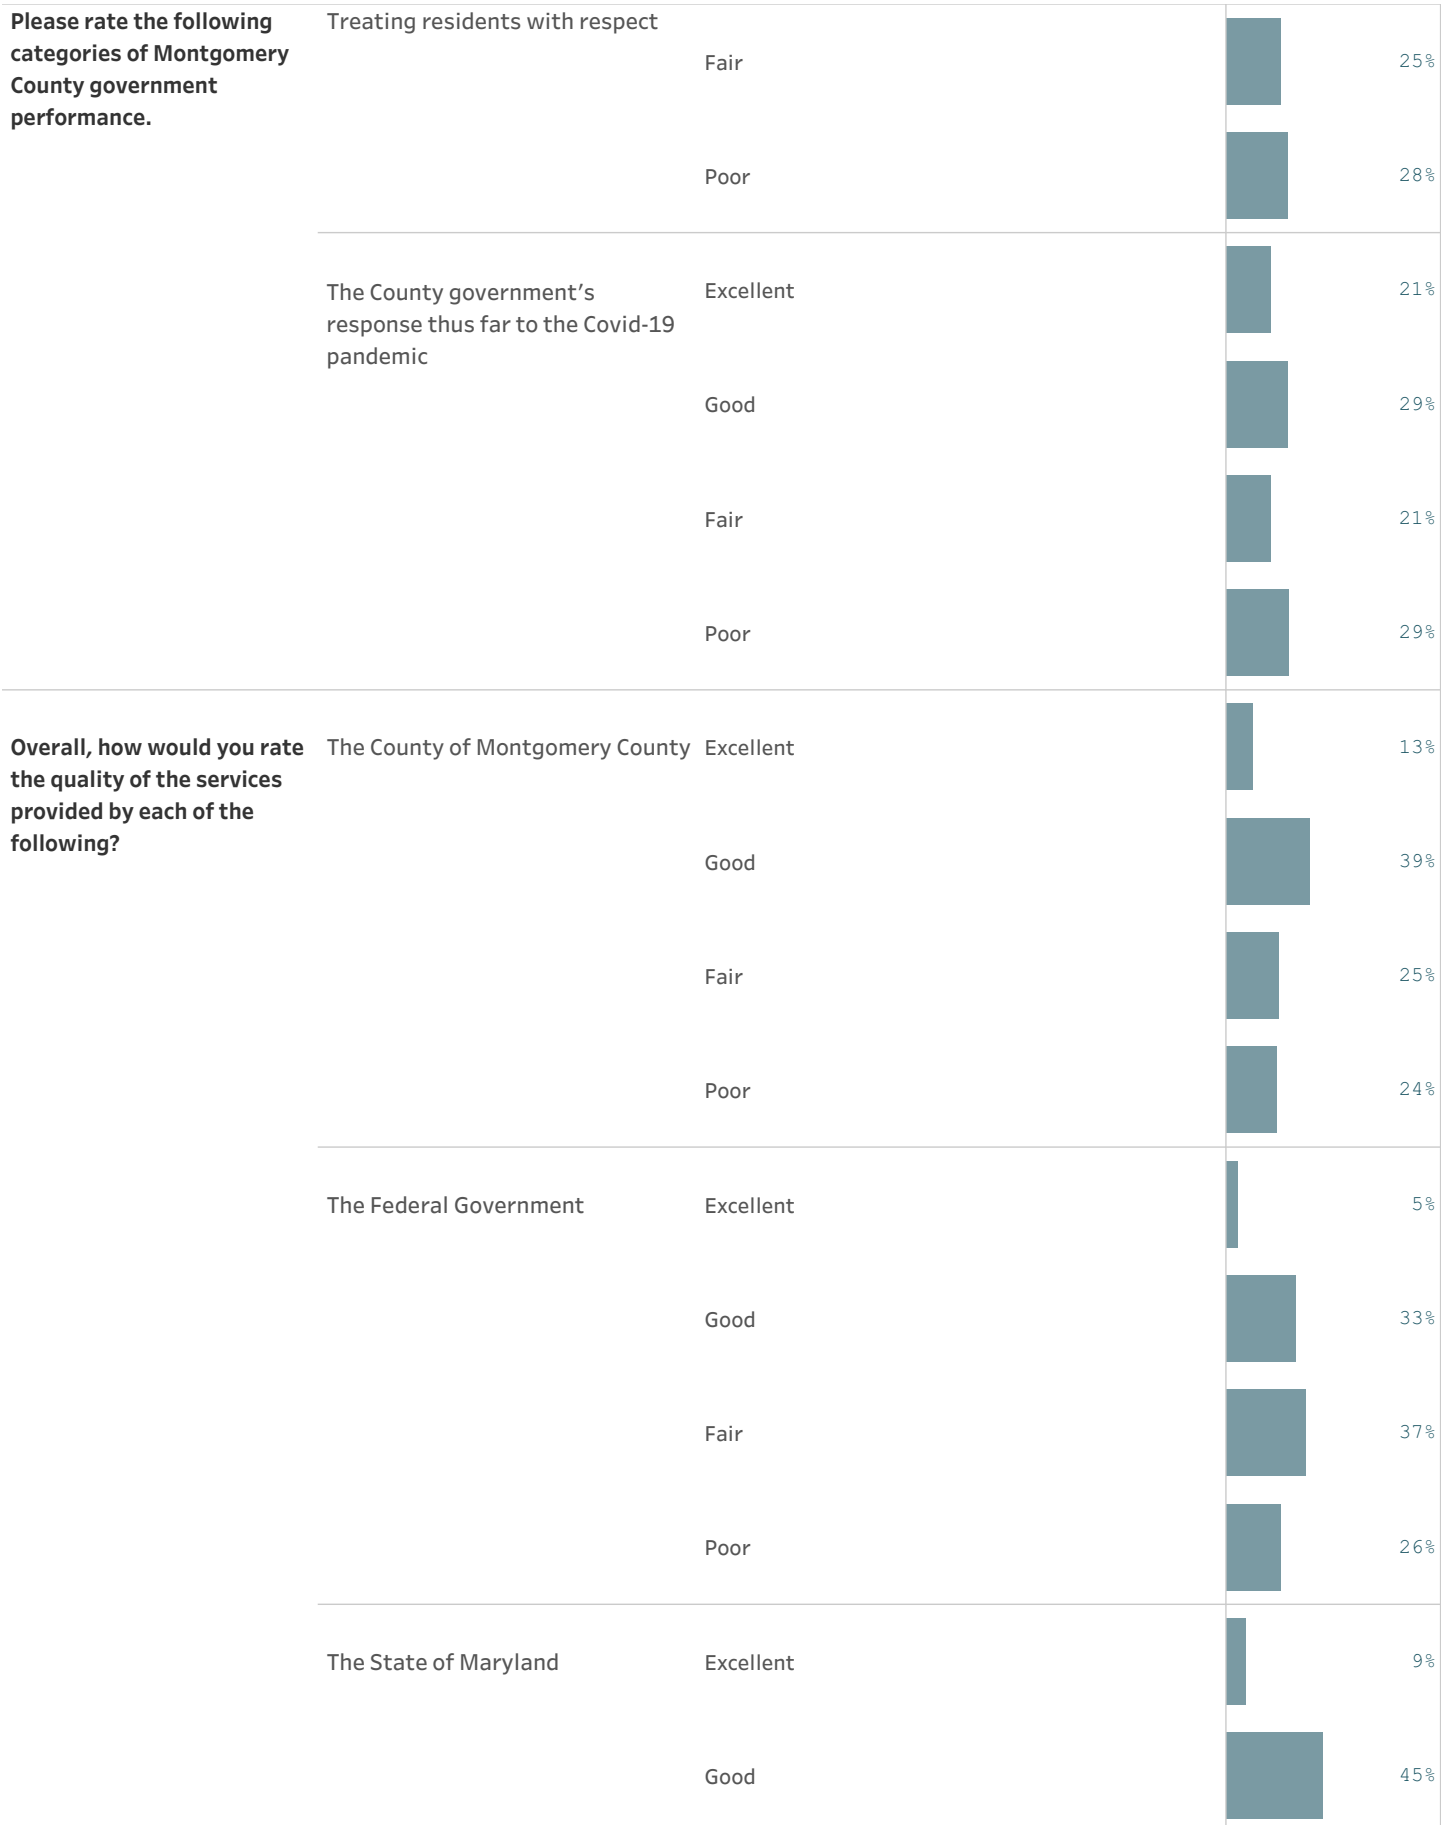 Please rate the following
categories of Montgomery
County government
performance.
Treating residents with respect
Fair 25%
Poor 28%
The County government's
response thus far to the Covid-19
pandemic
Excellent 21%
Good 29%
Fair 21%
Poor 29%
Overall, how would you rate
the quality of the services
provided by each of the
following?
The County of Montgomery County
Excellent 13%
Good 39%
Fair 25%
Poor 24%
The Federal Government
Excellent 5%
Good 33%
Fair 37%
Poor 26%
The State of Maryland
Excellent 9%
Good 45%